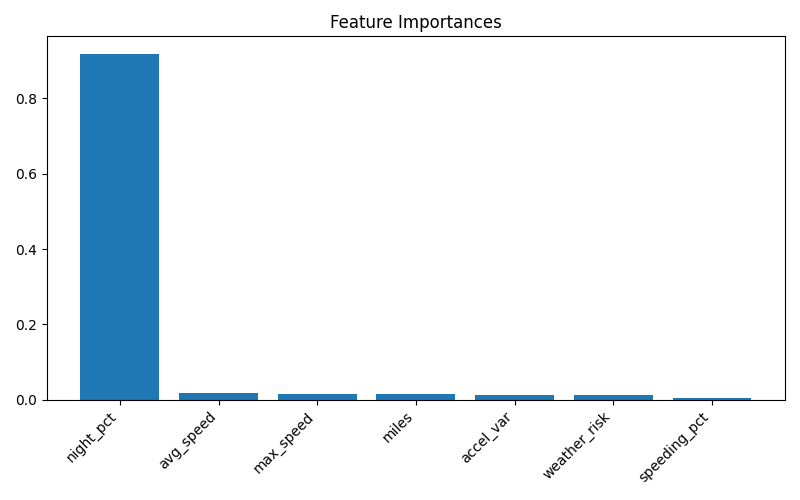 Feature Importances
0.8
0.6
0.4
0.2
0.0
night_pct
avg_speed
max_speed
miles
accel_var
weather_risk
speeding_pct